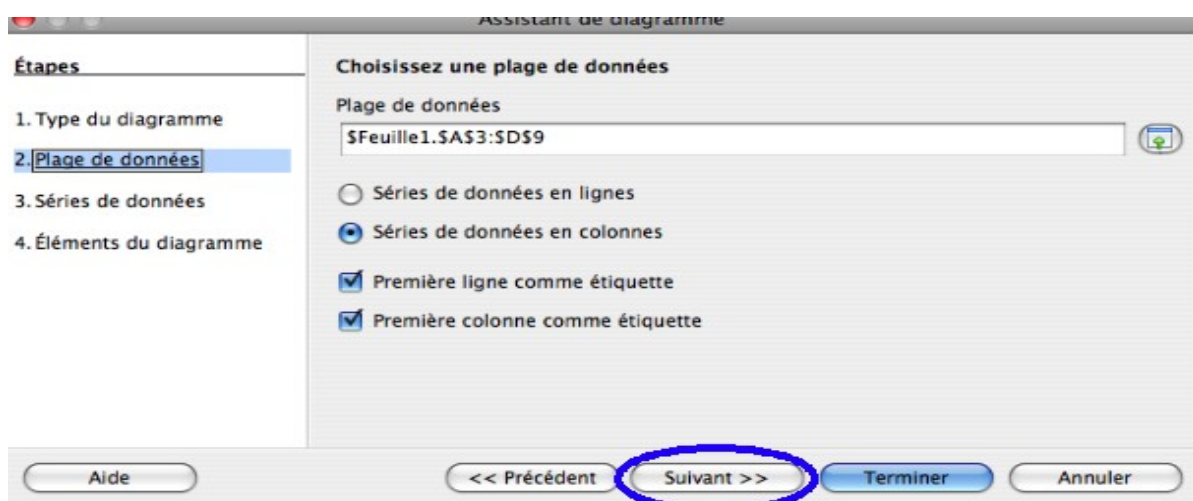 Assistant de diagramme
Étapes
1. Type du diagramme
2. Plage de données
3. Séries de données
4. Éléments du diagramme
Choisissez une plage de données
Plage de données
$Feuille1.$A$3:$D$9
Séries de données en lignes
Séries de données en colonnes
Première ligne comme étiquette
Première colonne comme étiquette
Aide
<< Précédent
Suivant >>
Terminer
Annuler